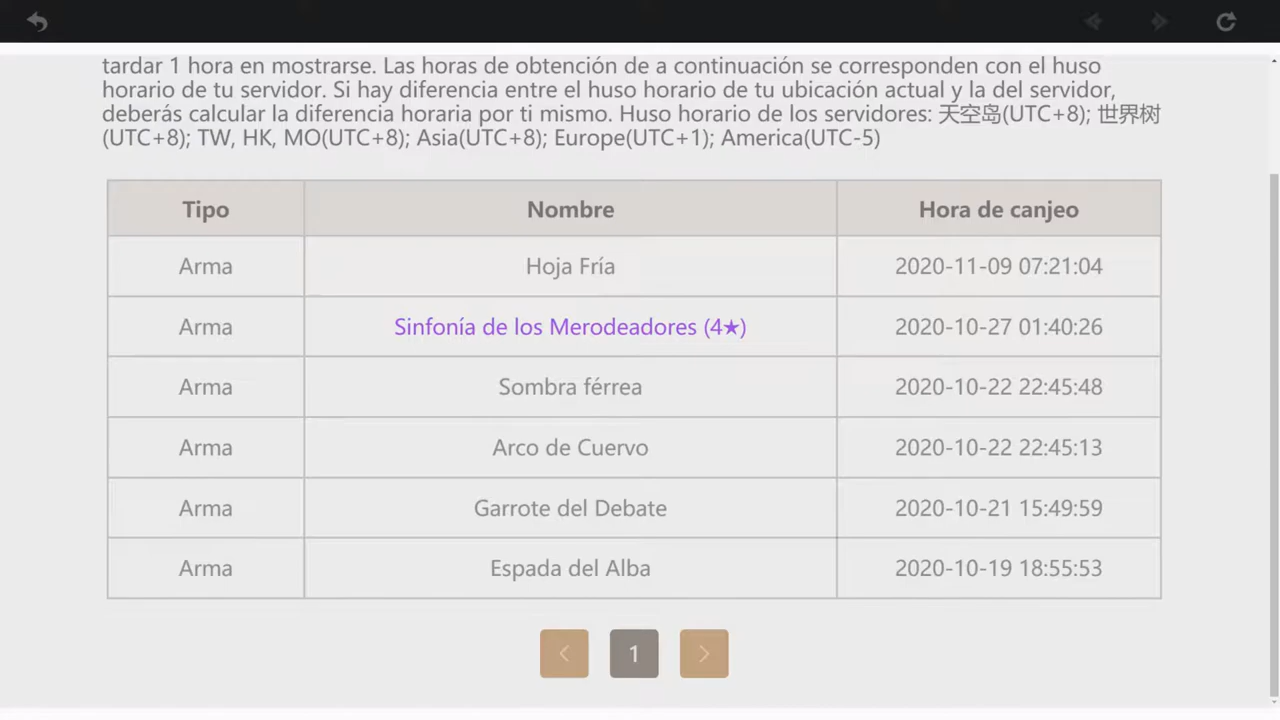 tardar 1 hora en mostrarse. Las horas de obtención de a continuación se corresponden con el huso
horario de tu servidor. Si hay diferencia entre el huso horario de tu ubicación actual y la del servidor,
deberás calcular la diferencia horaria por ti mismo. Huso horario de los servidores: 天空岛(UTC+8); 世界树
(UTC+8); TW, HK, MO(UTC+8); Asia(UTC+8); Europe(UTC+1); America(UTC-5)
Tipo Nombre Hora de canjeo
Arma Hoja Fría 2020-11-09 07:21:04
Arma Sinfonía de los Merodeadores (4★) 2020-10-27 01:40:26
Arma Sombra férrea 2020-10-22 22:45:48
Arma Arco de Cuervo 2020-10-22 22:45:13
Arma Garrote del Debate 2020-10-21 15:49:59
Arma Espada del Alba 2020-10-19 18:55:53
1